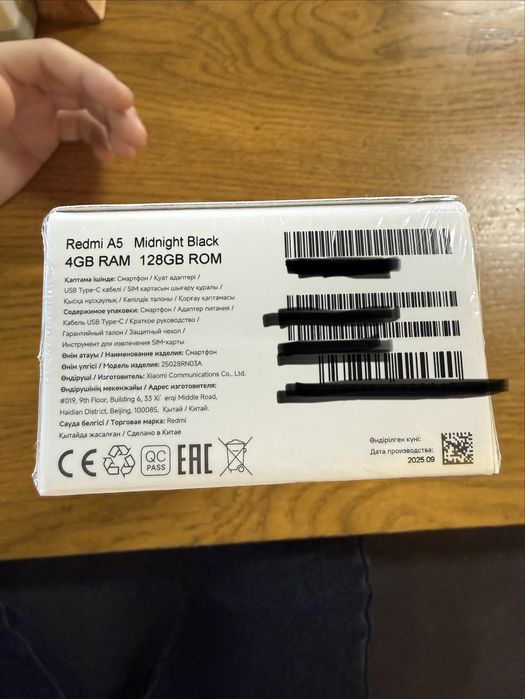 Redmi A5 Midnight Black
4GB RAM 128GB ROM
Қаптама ішінде: Смартфон / Қуат адаптері /
USB Type-C кабелі / SIM картасын шығару құралы /
Қысқа нұсқаулық / Кепілдік талоны / Қорғау қаптамасы
Содержимое упаковки: Смартфон / Адаптер питания /
Кабель USB Type-C / Краткое руководство /
Гарантийный талон / Защитный чехол /
Инструмент для извлечения SIM-карты
Өнім атауы / Наименование изделия: Смартфон
Өнім үлгісі / Модель изделия: 25028RN03A
Өндіруші / Изготовитель: Xiaomi Communications Co., Ltd.
Өндірушінің мекенжайы / Адрес изготовителя:
#019, 9th Floor, Building 6, 33 Xi'erqi Middle Road,
Haidian District, Beijing, 100085, Қытай / Китай.
Сауда белгісі / Торговая марка: Redmi
Қытайда жасалған / Сделано в Китае
CE
QC
PASS
EAC
Өндірілген күні:
Дата производства:
2025.09